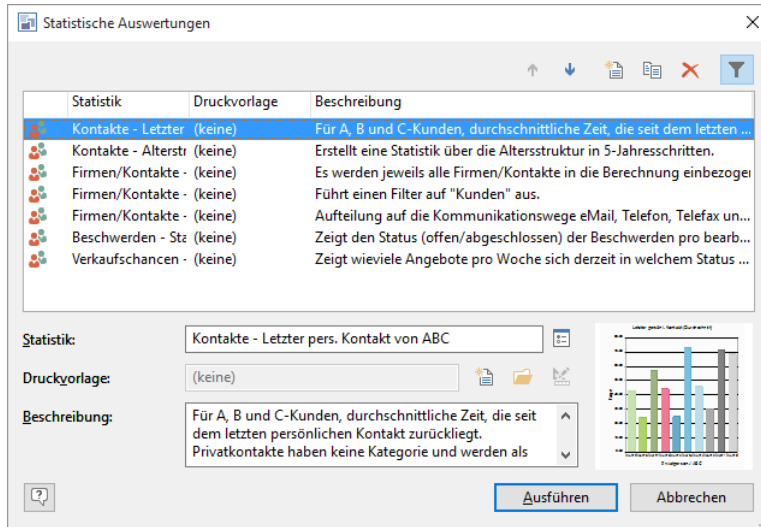 Statistische Auswertungen
Statistik Druckvorlage Beschreibung
Kontakte - Letzter (keine) Für A, B und C-Kunden, durchschnittliche Zeit, die seit dem letzten ...
Kontakte - Alterstr (keine) Erstellt eine Statistik über die Altersstruktur in 5-Jahresschritten.
Firmen/Kontakte - (keine) Es werden jeweils alle Firmen/Kontakte in die Berechnung einbezogen
Firmen/Kontakte - (keine) Führt einen Filter auf "Kunden" aus.
Firmen/Kontakte - (keine) Aufteilung auf die Kommunikationswege eMail, Telefon, Telefax un...
Beschwerden - Sta (keine) Zeigt den Status (offen/abgeschlossen) der Beschwerden pro bearb...
Verkaufschancen - (keine) Zeigt wieviele Angebote pro Woche sich derzeit in welchem Status ...
Statistik: Kontakte - Letzter pers. Kontakt von ABC
Druckvorlage: (keine)
Beschreibung: Für A, B und C-Kunden, durchschnittliche Zeit, die seit
dem letzten persönlichen Kontakt zurückliegt.
Privatkontakte haben keine Kategorie und werden als
Ausführen Abbrechen